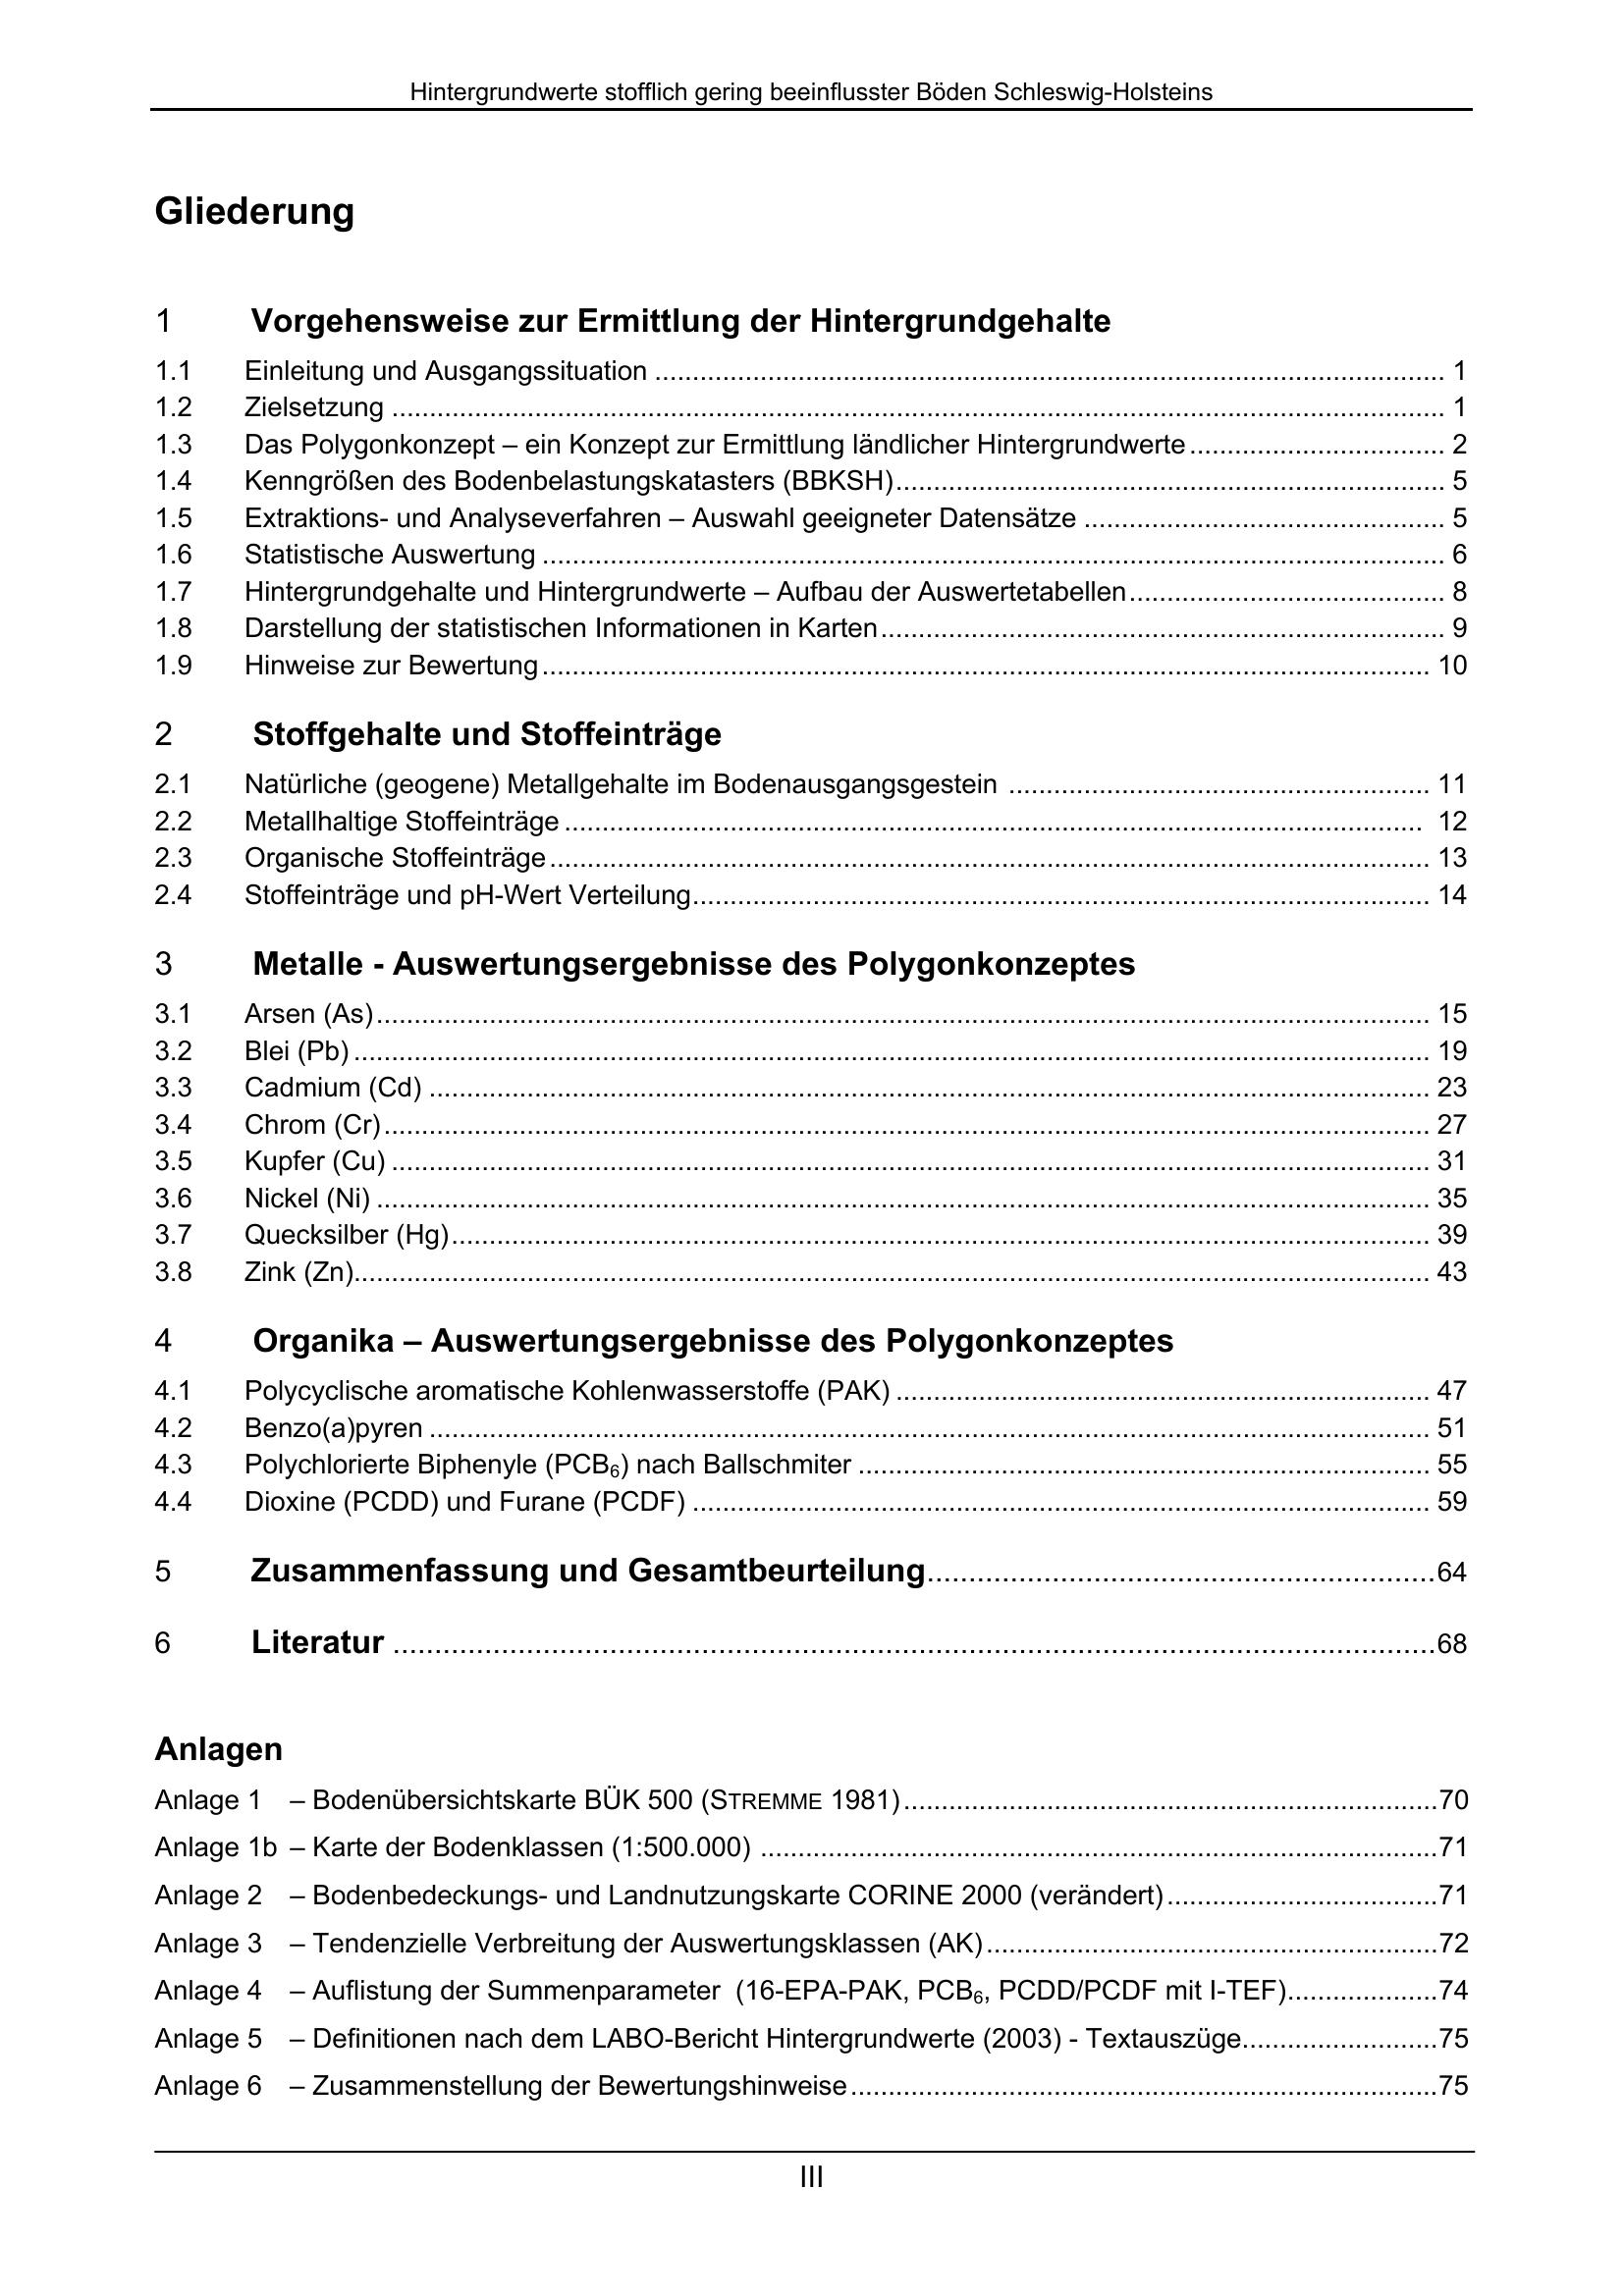 Hintergrundwerte stofflich gering beeinflusster Böden Schleswig-Holsteins
Gliederung
1 Vorgehensweise zur Ermittlung der Hintergrundgehalte
1.1 Einleitung und Ausgangssituation ........ 1
1.2 Zielsetzung ........ 1
1.3 Das Polygonkonzept – ein Konzept zur Ermittlung ländlicher Hintergrundwerte ........ 2
1.4 Kenngrößen des Bodenbelastungskatasters (BBKSH) ........ 5
1.5 Extraktions- und Analyseverfahren – Auswahl geeigneter Datensätze ........ 5
1.6 Statistische Auswertung ........ 6
1.7 Hintergrundgehalte und Hintergrundwerte – Aufbau der Auswertetabellen ........ 8
1.8 Darstellung der statistischen Informationen in Karten ........ 9
1.9 Hinweise zur Bewertung ........ 10
2 Stoffgehalte und Stoffeinträge
2.1 Natürliche (geogene) Metallgehalte im Bodenausgangsgestein ........ 11
2.2 Metallhaltige Stoffeinträge ........ 12
2.3 Organische Stoffeinträge ........ 13
2.4 Stoffeinträge und pH-Wert Verteilung ........ 14
3 Metalle - Auswertungsergebnisse des Polygonkonzeptes
3.1 Arsen (As) ........ 15
3.2 Blei (Pb) ........ 19
3.3 Cadmium (Cd) ........ 23
3.4 Chrom (Cr) ........ 27
3.5 Kupfer (Cu) ........ 31
3.6 Nickel (Ni) ........ 35
3.7 Quecksilber (Hg) ........ 39
3.8 Zink (Zn) ........ 43
4 Organika – Auswertungsergebnisse des Polygonkonzeptes
4.1 Polycyclische aromatische Kohlenwasserstoffe (PAK) ........ 47
4.2 Benzo(a)pyren ........ 51
4.3 Polychlorierte Biphenyle (PCB₆) nach Ballschmiter ........ 55
4.4 Dioxine (PCDD) und Furane (PCDF) ........ 59
5 Zusammenfassung und Gesamtbeurteilung ........ 64
6 Literatur ........ 68
Anlagen
Anlage 1 – Bodenübersichtskarte BÜK 500 (STREMME 1981) ........ 70
Anlage 1b – Karte der Bodenklassen (1:500.000) ........ 71
Anlage 2 – Bodenbedeckungs- und Landnutzungskarte CORINE 2000 (verändert) ........ 71
Anlage 3 – Tendenzielle Verbreitung der Auswertungsklassen (AK) ........ 72
Anlage 4 – Auflistung der Summenparameter (16-EPA-PAK, PCB₆, PCDD/PCDF mit I-TEF) ........ 74
Anlage 5 – Definitionen nach dem LABO-Bericht Hintergrundwerte (2003) - Textauszüge ........ 75
Anlage 6 – Zusammenstellung der Bewertungshinweise ........ 75
III